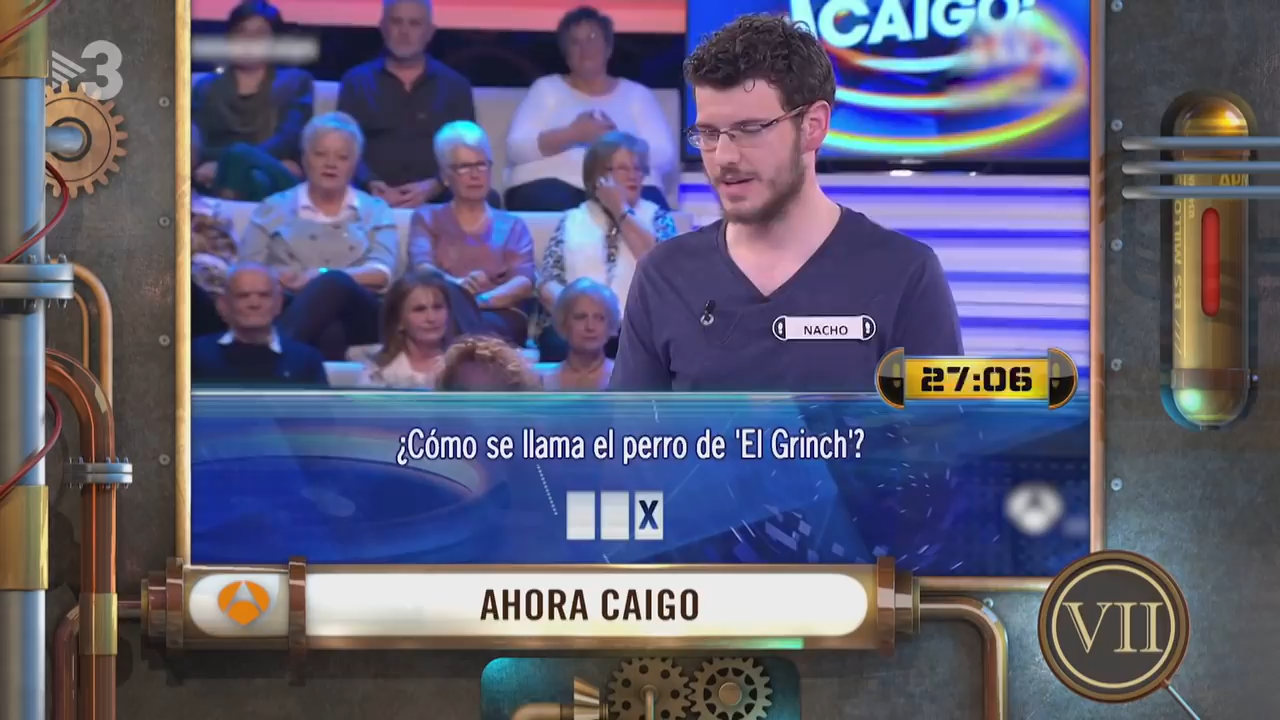 3
¡CAIGO!
NACHO
27:06
¿Cómo se llama el perro de 'El Grinch'?
X
AHORA CAIGO
VII